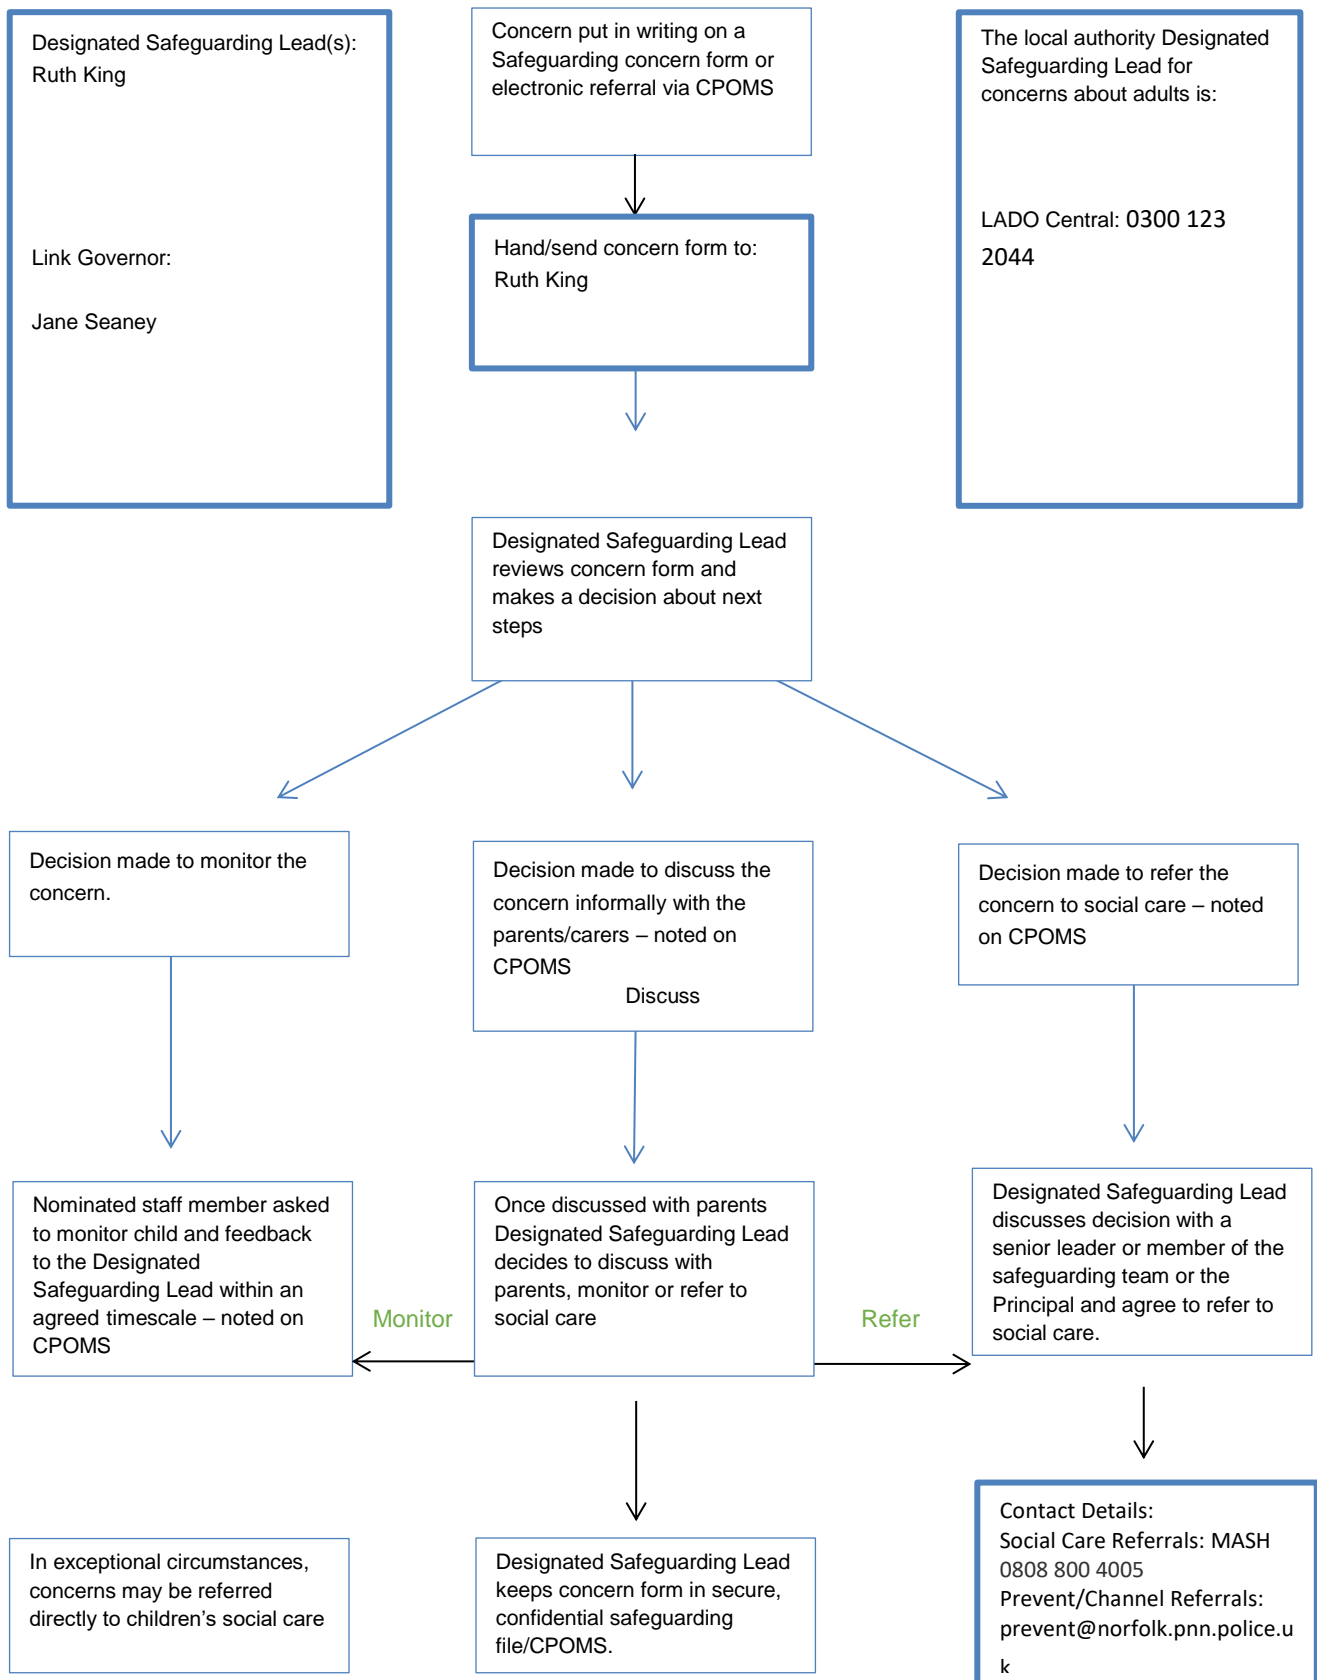 Designated Safeguarding Lead(s):
Ruth King
Link Governor:
Jane Seaney
Concern put in writing on a
Safeguarding concern form or
electronic referral via CPOMS
The local authority Designated
Safeguarding Lead for
concerns about adults is:
LADO Central: 0300 123
2044
Hand/send concern form to:
Ruth King
Designated Safeguarding Lead
reviews concern form and
makes a decision about next
steps
Decision made to monitor the
concern.
Decision made to discuss the
concern informally with the
parents/carers – noted on
CPOMS
Discuss
Decision made to refer the
concern to social care – noted
on CPOMS
Nominated staff member asked
to monitor child and feedback
to the Designated
Safeguarding Lead within an
agreed timescale – noted on
CPOMS
Monitor
Once discussed with parents
Designated Safeguarding Lead
decides to discuss with
parents, monitor or refer to
social care
Refer
Designated Safeguarding Lead
discusses decision with a
senior leader or member of the
safeguarding team or the
Principal and agree to refer to
social care.
In exceptional circumstances,
concerns may be referred
directly to children’s social care
Designated Safeguarding Lead
keeps concern form in secure,
confidential safeguarding
file/CPOMS.
Contact Details:
Social Care Referrals: MASH
0808 800 4005
Prevent/Channel Referrals:
prevent@norfolk.pnn.police.u
k